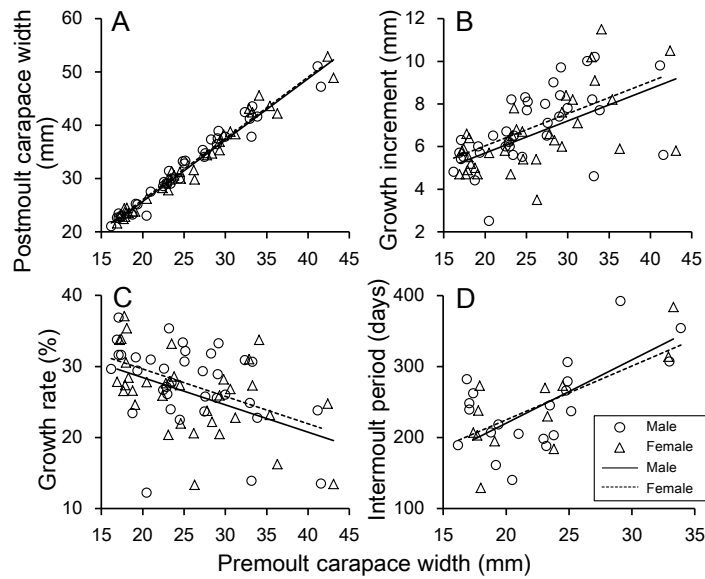 A
Postmoult carapace width
(mm)
60
50
40
30
20
15 20 25 30 35 40 45
B
Growth increment (mm)
12
10
8
6
4
2
15 20 25 30 35 40 45
C
Growth rate (%)
40
30
20
10
15 20 25 30 35 40 45
D
Intermoult period (days)
400
300
200
100
15 20 25 30 35
Male
Female
Male
Female
Premoult carapace width (mm)